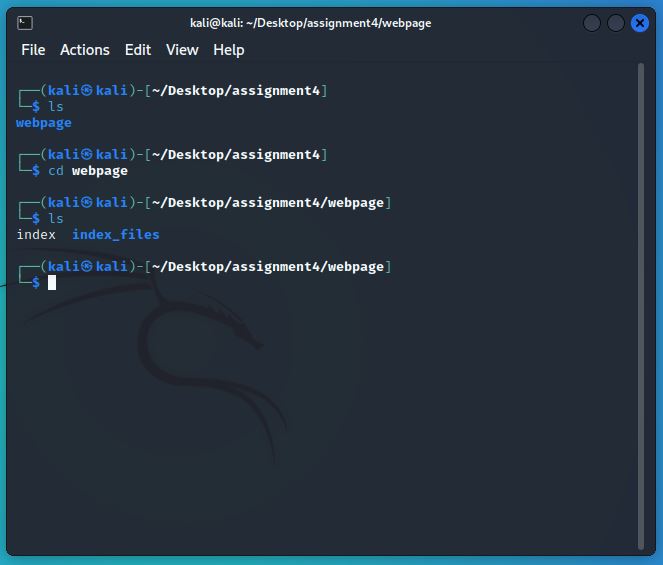 kali@kali: ~/Desktop/assignment4/webpage
File Actions Edit View Help
┌──(kali㉿kali)-[~/Desktop/assignment4]
└─$ ls
webpage
┌──(kali㉿kali)-[~/Desktop/assignment4]
└─$ cd webpage
┌──(kali㉿kali)-[~/Desktop/assignment4/webpage]
└─$ ls
index  index_files
┌──(kali㉿kali)-[~/Desktop/assignment4/webpage]
└─$